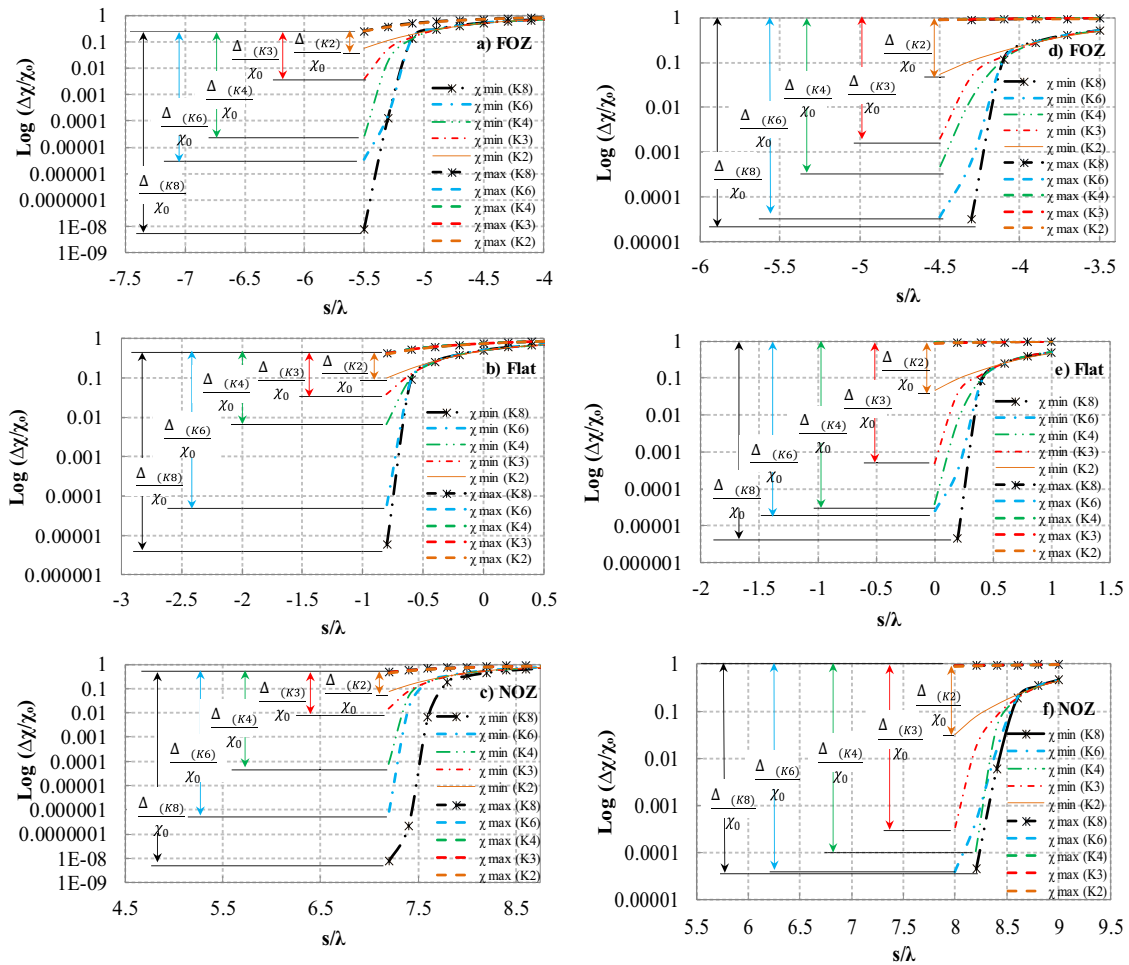 a) FOZ
Log (Δχ/χ₀)
1
0.1
0.01
0.001
0.0001
0.00001
0.000001
0.0000001
1E-08
1E-09
-7.5 -7 -6.5 -6 -5.5 -5 -4.5 -4
s/λ
Δ (K2)
χ₀
Δ (K3)
χ₀
Δ (K4)
χ₀
Δ (K6)
χ₀
Δ (K8)
χ₀
χ min (K8)
χ min (K6)
χ min (K4)
χ min (K3)
χ min (K2)
χ max (K8)
χ max (K6)
χ max (K4)
χ max (K3)
χ max (K2)
d) FOZ
Log (Δχ/χ₀)
1
0.1
0.01
0.001
0.0001
0.00001
-6 -5.5 -5 -4.5 -4 -3.5
s/λ
Δ (K2)
χ₀
Δ (K3)
χ₀
Δ (K4)
χ₀
Δ (K6)
χ₀
Δ (K8)
χ₀
χ min (K8)
χ min (K6)
χ min (K4)
χ min (K3)
χ min (K2)
χ max (K8)
χ max (K6)
χ max (K4)
χ max (K3)
χ max (K2)
b) Flat
Log (Δχ/χ₀)
1
0.1
0.01
0.001
0.0001
0.00001
0.000001
-3 -2.5 -2 -1.5 -1 -0.5 0 0.5
s/λ
Δ (K2)
χ₀
Δ (K3)
χ₀
Δ (K4)
χ₀
Δ (K6)
χ₀
Δ (K8)
χ₀
χ min (K8)
χ min (K6)
χ min (K4)
χ min (K3)
χ min (K2)
χ max (K8)
χ max (K6)
χ max (K4)
χ max (K3)
χ max (K2)
e) Flat
Log (Δχ/χ₀)
1
0.1
0.01
0.001
0.0001
0.00001
0.000001
-2 -1.5 -1 -0.5 0 0.5 1 1.5
s/λ
Δ (K2)
χ₀
Δ (K3)
χ₀
Δ (K4)
χ₀
Δ (K6)
χ₀
Δ (K8)
χ₀
χ min (K8)
χ min (K6)
χ min (K4)
χ min (K3)
χ min (K2)
χ max (K8)
χ max (K6)
χ max (K4)
χ max (K3)
χ max (K2)
c) NOZ
Log (Δχ/χ₀)
1
0.1
0.01
0.001
0.0001
0.00001
0.000001
0.0000001
1E-08
1E-09
4.5 5.5 6.5 7.5 8.5
s/λ
Δ (K2)
χ₀
Δ (K3)
χ₀
Δ (K4)
χ₀
Δ (K6)
χ₀
Δ (K8)
χ₀
χ min (K8)
χ min (K6)
χ min (K4)
χ min (K3)
χ min (K2)
χ max (K8)
χ max (K6)
χ max (K4)
χ max (K3)
χ max (K2)
f) NOZ
Log (Δχ/χ₀)
1
0.1
0.01
0.001
0.0001
0.00001
5.5 6 6.5 7 7.5 8 8.5 9 9.5
s/λ
Δ (K2)
χ₀
Δ (K3)
χ₀
Δ (K4)
χ₀
Δ (K6)
χ₀
Δ (K8)
χ₀
χ min (K8)
χ min (K6)
χ min (K4)
χ min (K3)
χ min (K2)
χ max (K8)
χ max (K6)
χ max (K4)
χ max (K3)
χ max (K2)